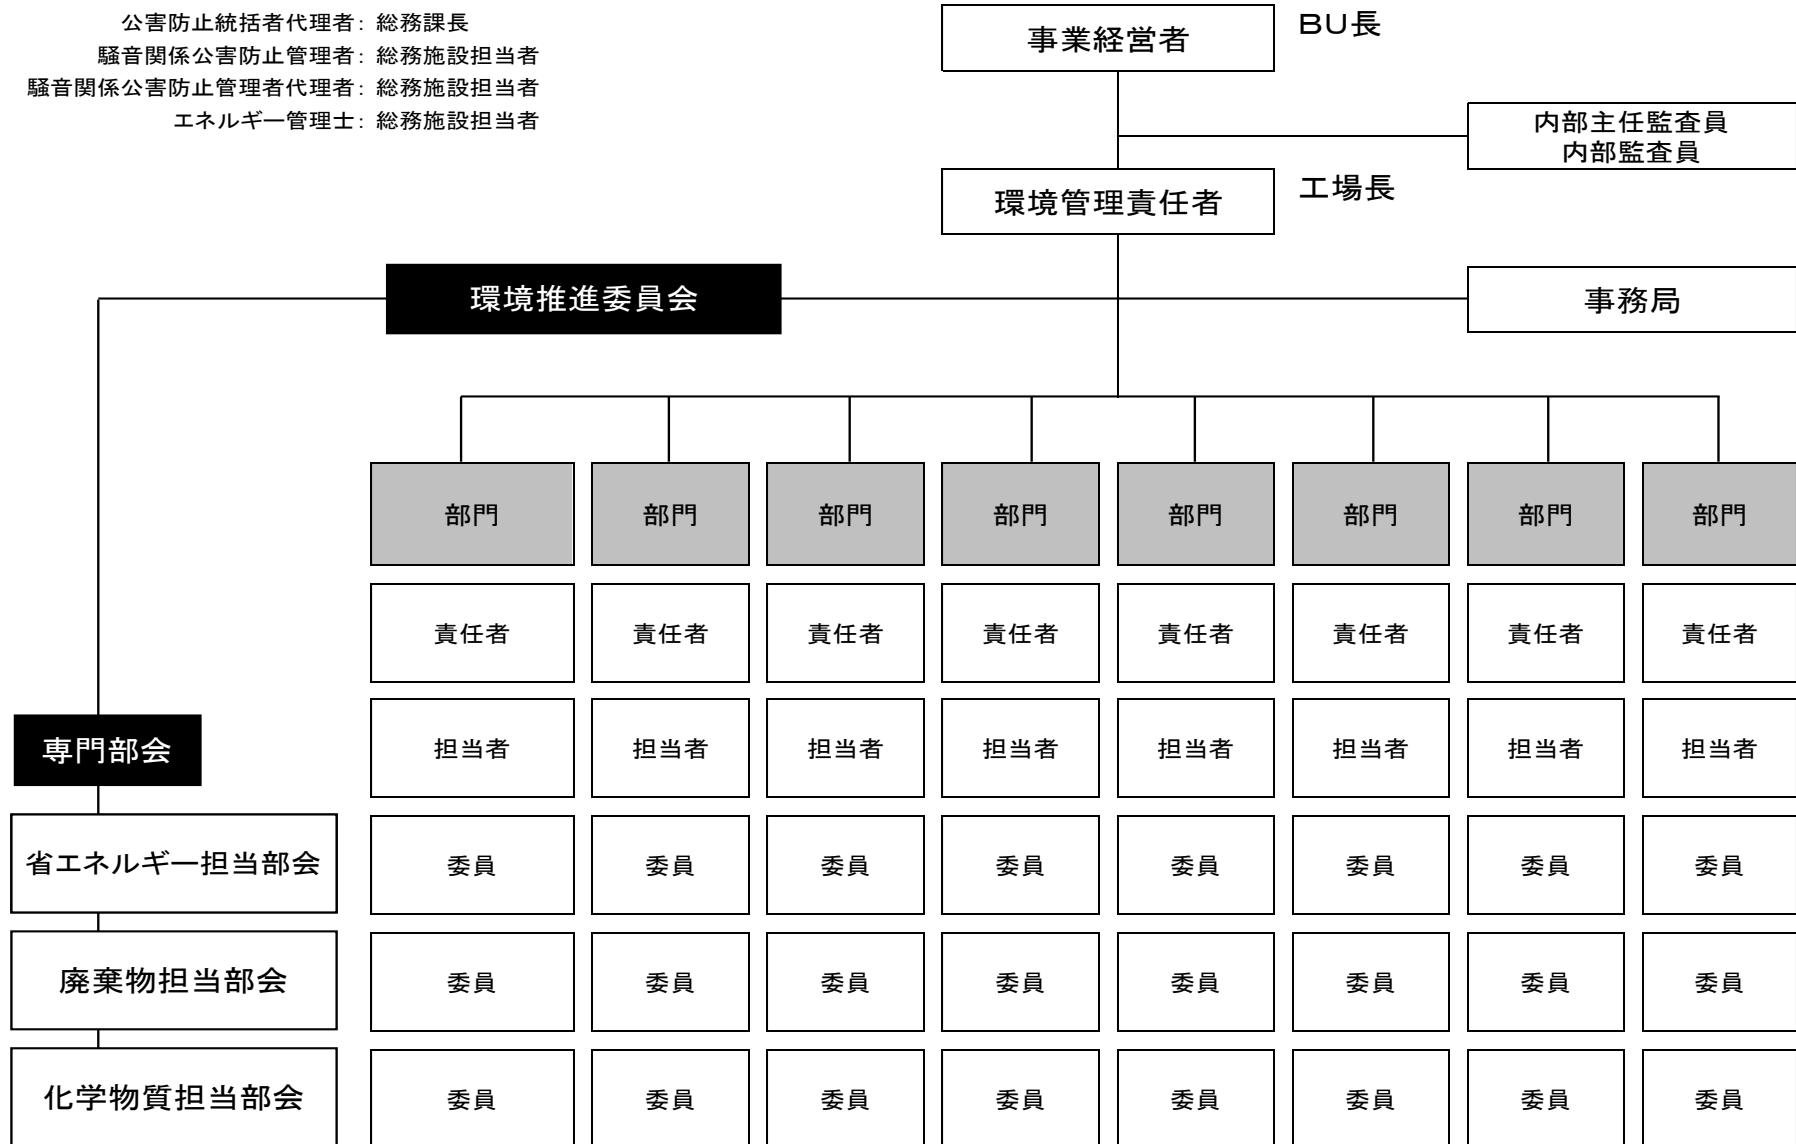 公害防止統括者代理者: 総務課長
騒音関係公害防止管理者: 総務施設担当者
騒音関係公害防止管理者代理者: 総務施設担当者
エネルギー管理士: 総務施設担当者
事業経営者 BU長
内部主任監査員
内部監査員
環境管理責任者 工場長
環境推進委員会 事務局
部門 部門 部門 部門 部門 部門 部門 部門
責任者 責任者 責任者 責任者 責任者 責任者 責任者 責任者
専門部会 担当者 担当者 担当者 担当者 担当者 担当者 担当者 担当者
省エネルギー担当部会 委員 委員 委員 委員 委員 委員 委員 委員
廃棄物担当部会 委員 委員 委員 委員 委員 委員 委員 委員
化学物質担当部会 委員 委員 委員 委員 委員 委員 委員 委員